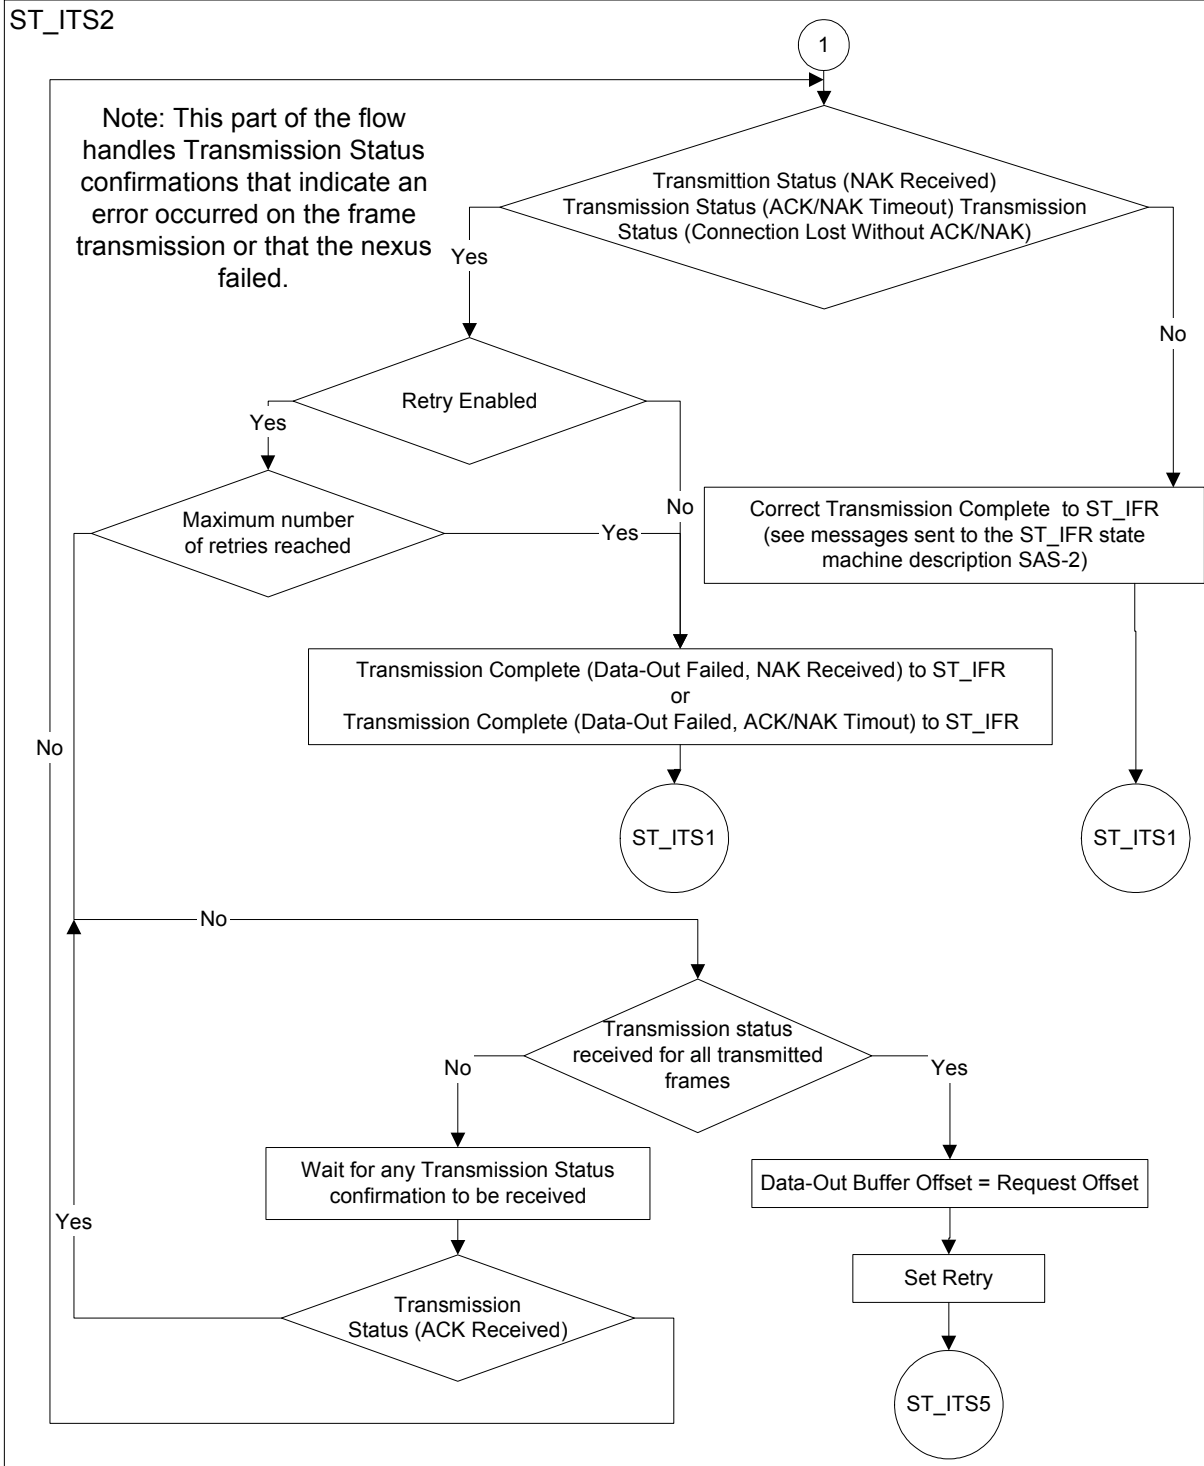 ST_ITS2
1
Note: This part of the flow
handles Transmission Status
confirmations that indicate an
error occurred on the frame
transmission or that the nexus
failed.
Transmittion Status (NAK Received)
Transmission Status (ACK/NAK Timeout) Transmission
Status (Connection Lost Without ACK/NAK)
Yes
No
Retry Enabled
Yes
No
Maximum number
of retries reached
Yes
Correct Transmission Complete to ST_IFR
(see messages sent to the ST_IFR state
machine description SAS-2)
Transmission Complete (Data-Out Failed, NAK Received) to ST_IFR
or
Transmission Complete (Data-Out Failed, ACK/NAK Timout) to ST_IFR
No
ST_ITS1
ST_ITS1
No
Transmission status
received for all transmitted
frames
No
Yes
Wait for any Transmission Status
confirmation to be received
Data-Out Buffer Offset = Request Offset
Yes
Set Retry
Transmission
Status (ACK Received)
ST_ITS5